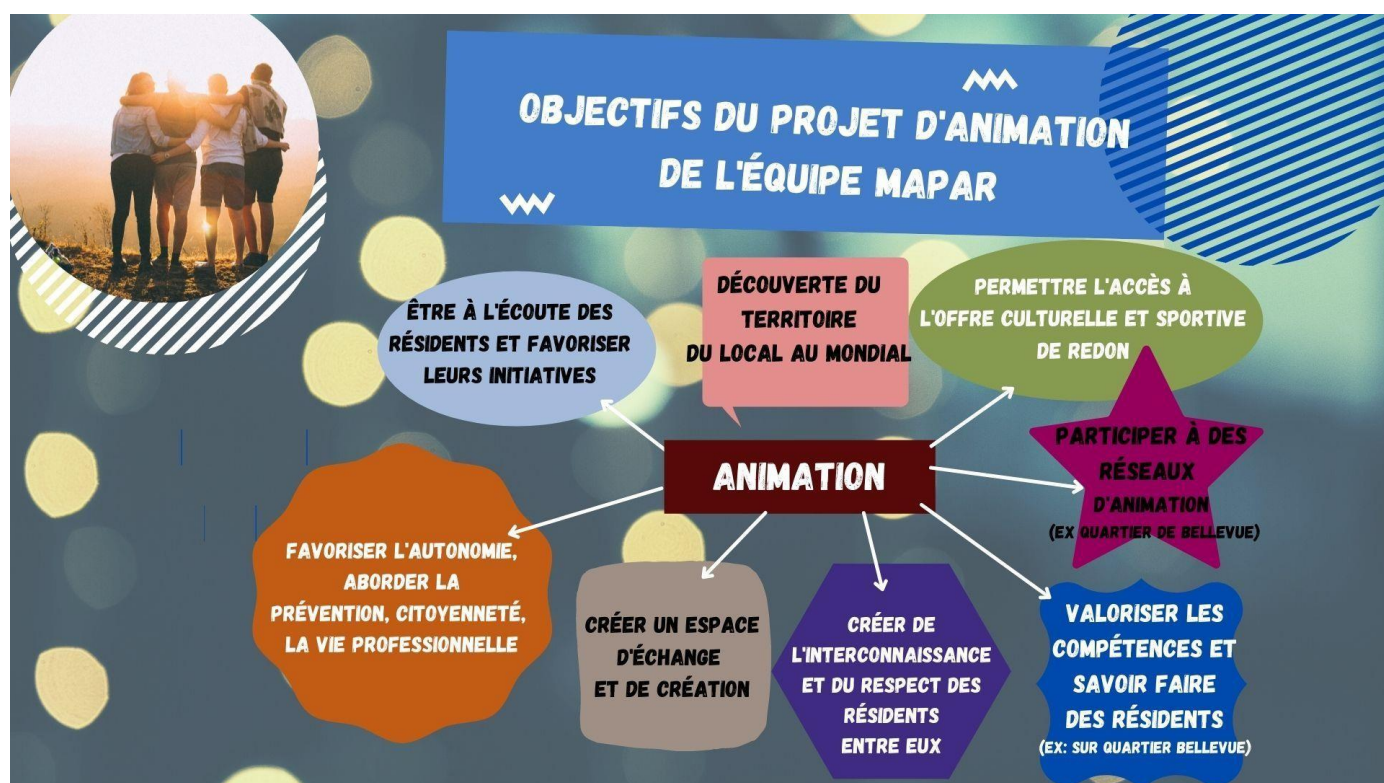 OBJECTIFS DU PROJET D'ANIMATION
DE L'ÉQUIPE MAPAR
ÊTRE À L'ÉCOUTE DES
RÉSIDENTS ET FAVORISER
LEURS INITIATIVES
DÉCOUVERTE DU
TERRITOIRE
DU LOCAL AU MONDIAL
PERMETTRE L'ACCÈS À
L'OFFRE CULTURELLE ET SPORTIVE
DE REDON
ANIMATION
PARTICIPER À DES
RÉSEAUX
D'ANIMATION
(EX QUARTIER DE BELLEVUE)
FAVORISER L'AUTONOMIE,
ABORDER LA
PRÉVENTION, CITOYENNETÉ,
LA VIE PROFESSIONNELLE
CRÉER UN ESPACE
D'ÉCHANGE
ET DE CRÉATION
CRÉER DE
L'INTERCONNAISSANCE
ET DU RESPECT DES
RÉSIDENTS
ENTRE EUX
VALORISER LES
COMPÉTENCES ET
SAVOIR FAIRE
DES RÉSIDENTS
(EX: SUR QUARTIER BELLEVUE)